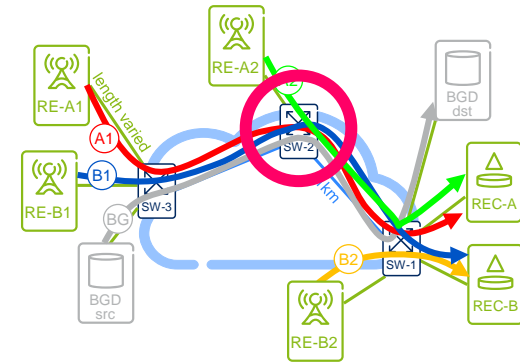 RE-A2
RE-A1
length varied
BGD
dst
A1
SW-2
km
REC-A
RE-B1
B1
SW-3
BG
SW-1
B2
BGD
src
RE-B2
REC-B